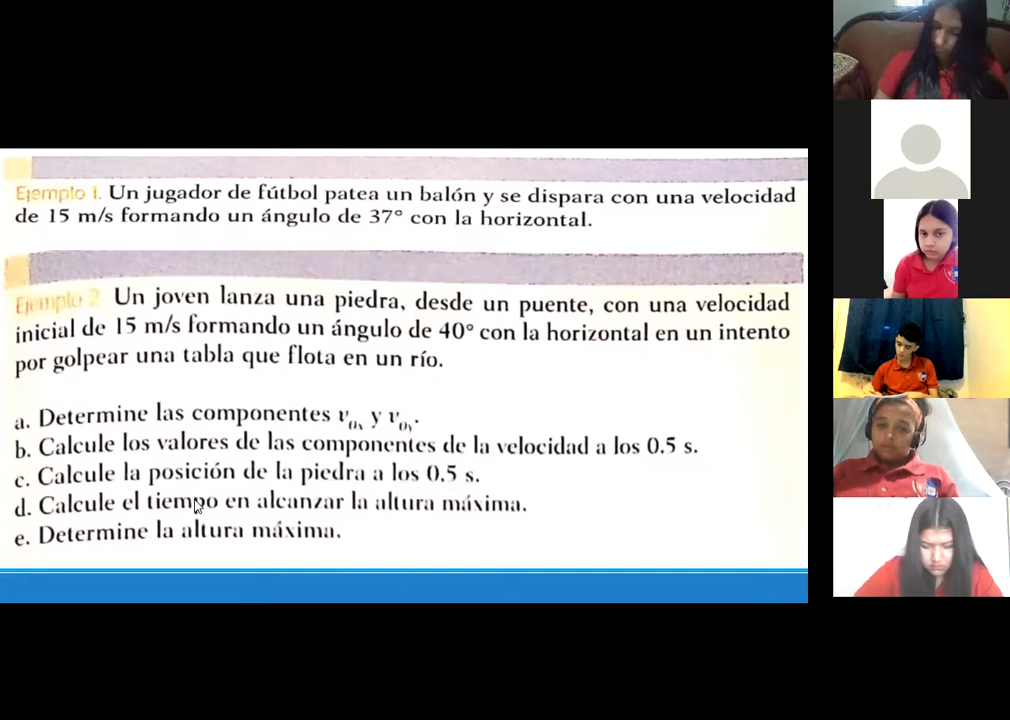 Ejemplo 1. Un jugador de fútbol patea un balón y se dispara con una velocidad
de 15 m/s formando un ángulo de 37° con la horizontal.
Ejemplo 2 Un joven lanza una piedra, desde un puente, con una velocidad
inicial de 15 m/s formando un ángulo de 40° con la horizontal en un intento
por golpear una tabla que flota en un río.
a. Determine las componentes v₀ₓ y v₀ᵧ.
b. Calcule los valores de las componentes de la velocidad a los 0.5 s.
c. Calcule la posición de la piedra a los 0.5 s.
d. Calcule el tiempo en alcanzar la altura máxima.
e. Determine la altura máxima.